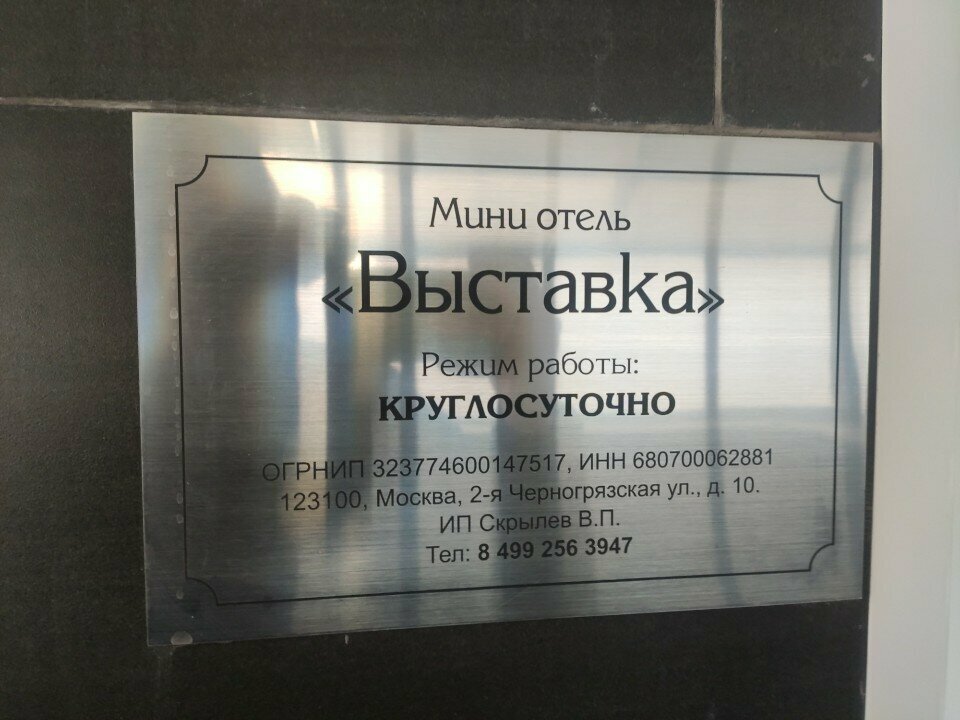 Мини отель
«Выставка»
Режим работы:
КРУГЛОСУТОЧНО
ОГРНИП 323774600147517, ИНН 680700062881
123100, Москва, 2-я Черногрязская ул., д. 10.
ИП Скрылев В.П.
Тел: 8 499 256 3947